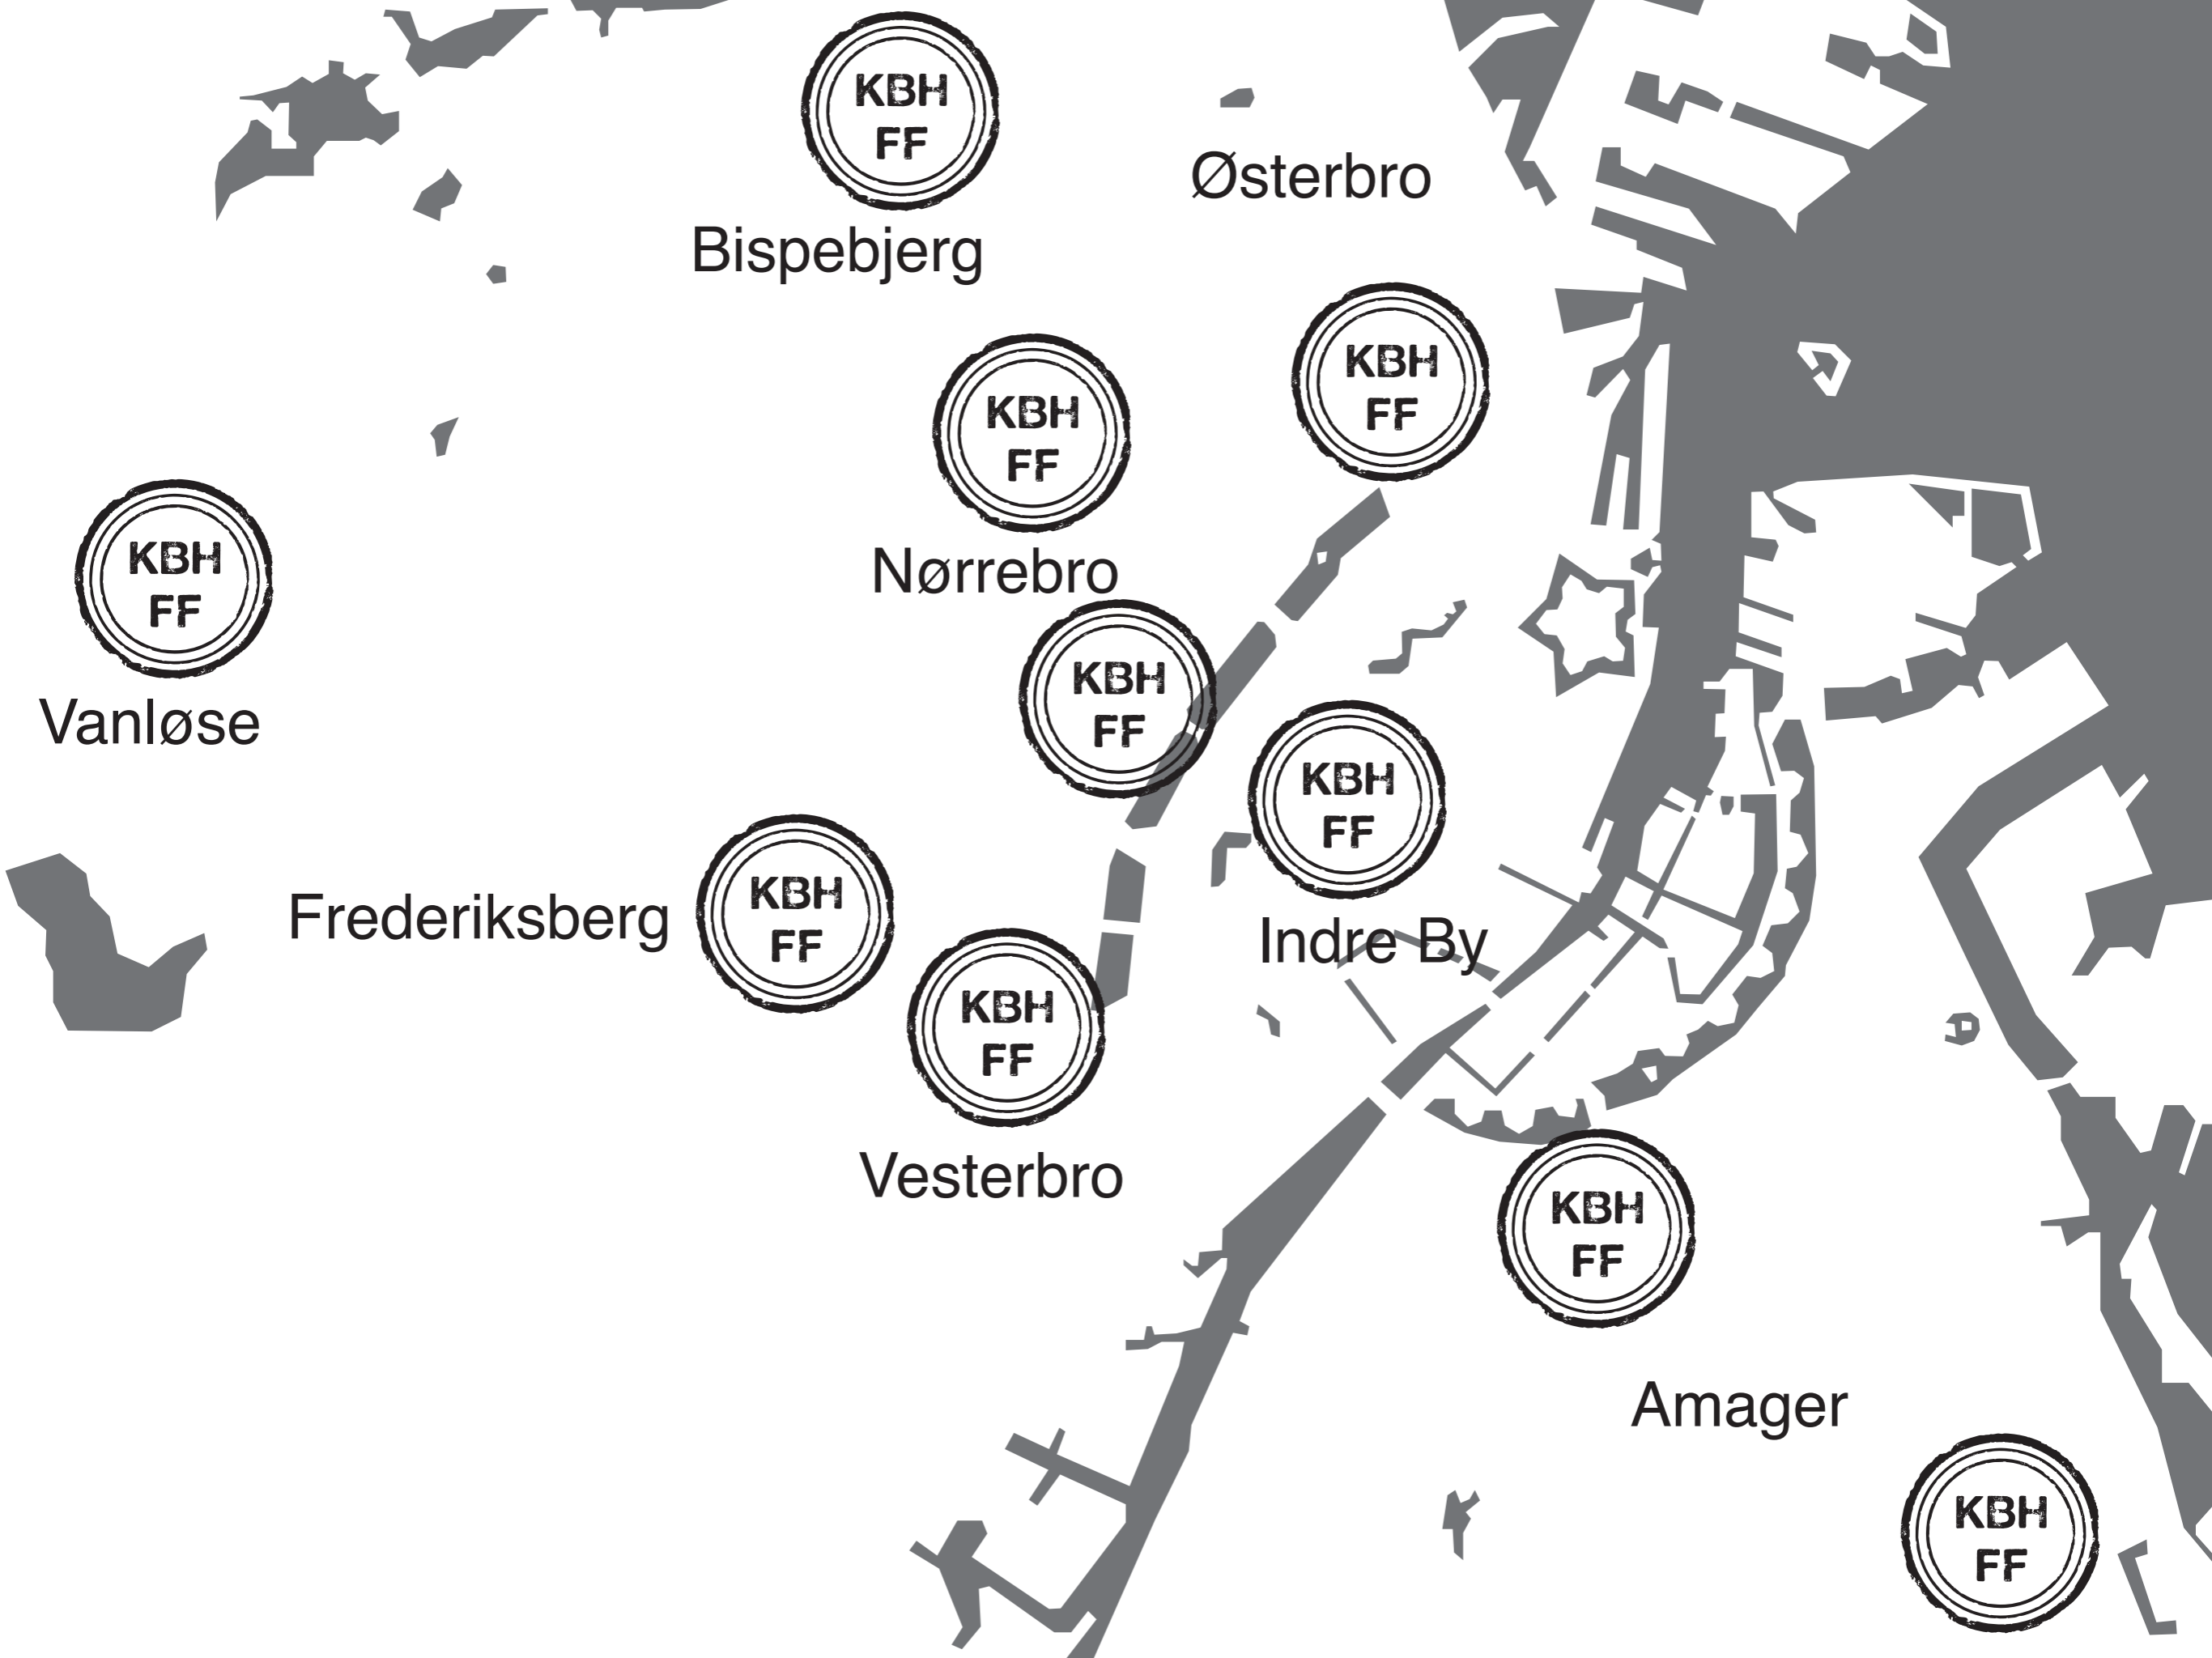 KBH
FF
Østerbro
Bispebjerg
KBH
FF
KBH
FF
Nørrebro
KBH
FF
Vanløse
KBH
FF
KBH
FF
Frederiksberg
KBH
FF
Indre By
KBH
FF
Vesterbro
KBH
FF
Amager
KBH
FF